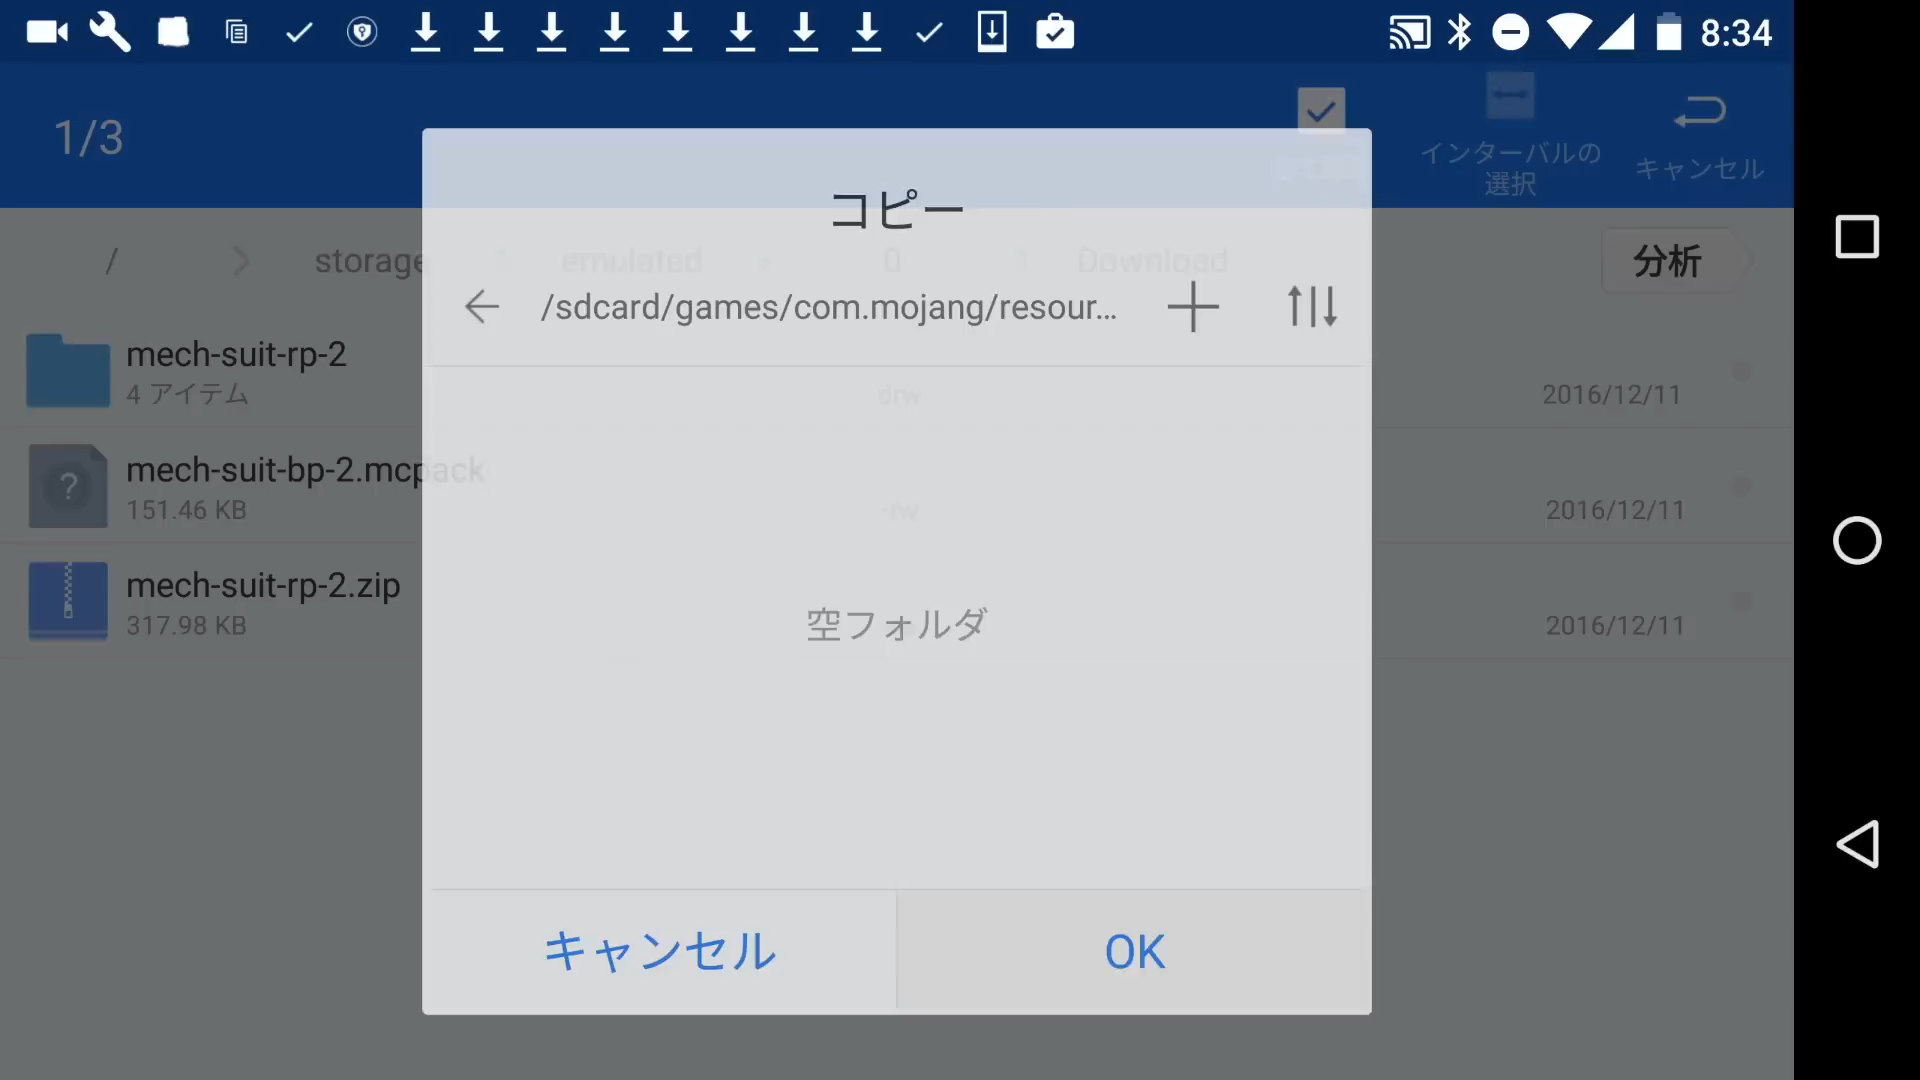 8:34
1/3
インターバルの
選択
キャンセル
コピー
/ storage emulated 0 Download
分析
/sdcard/games/com.mojang/resour...
mech-suit-rp-2
4 アイテム
drw
2016/12/11
mech-suit-bp-2.mcpack
151.46 KB
-rw
2016/12/11
空フォルダ
mech-suit-rp-2.zip
317.98 KB
2016/12/11
キャンセル
OK